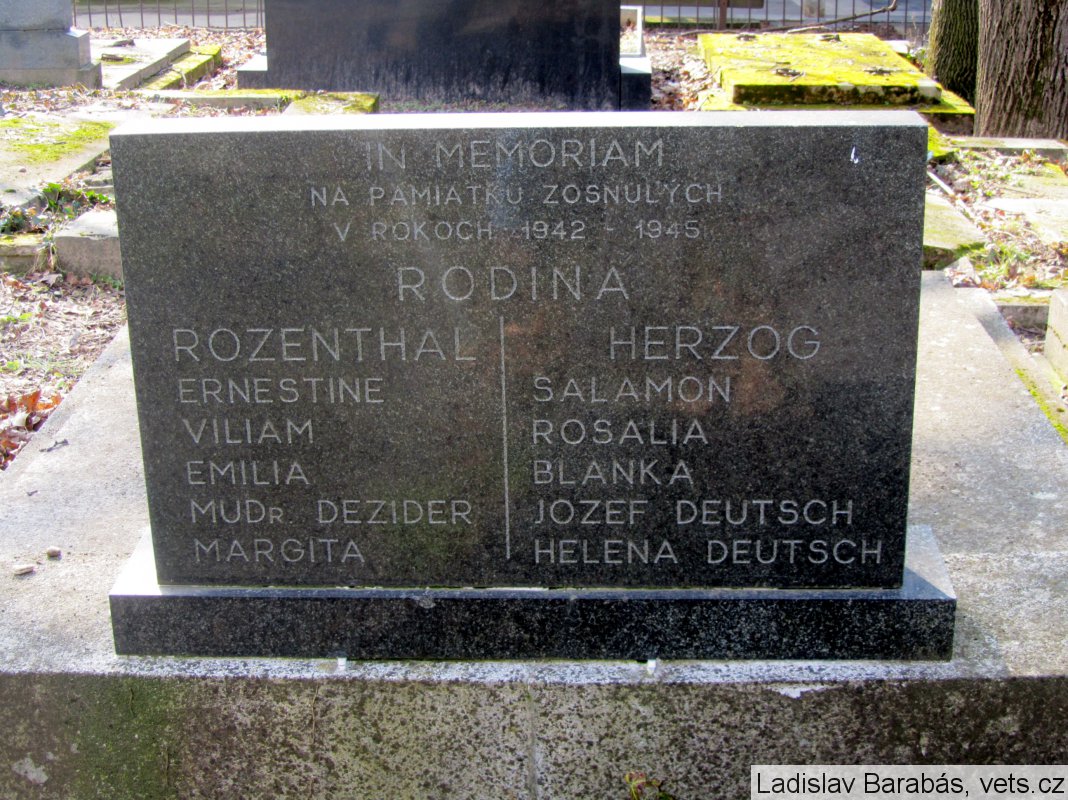 IN MEMORIAM
NA PAMIATKU ZOSNULÝCH
V ROKOCH 1942 - 1945
RODINA
ROZENTHAL
ERNESTINE
VILIAM
EMILIA
MUDR. DEZIDER
MARGITA
HERZOG
SALAMON
ROSALIA
BLANKA
JOZEF DEUTSCH
HELENA DEUTSCH
Ladislav Barabás, vets.cz